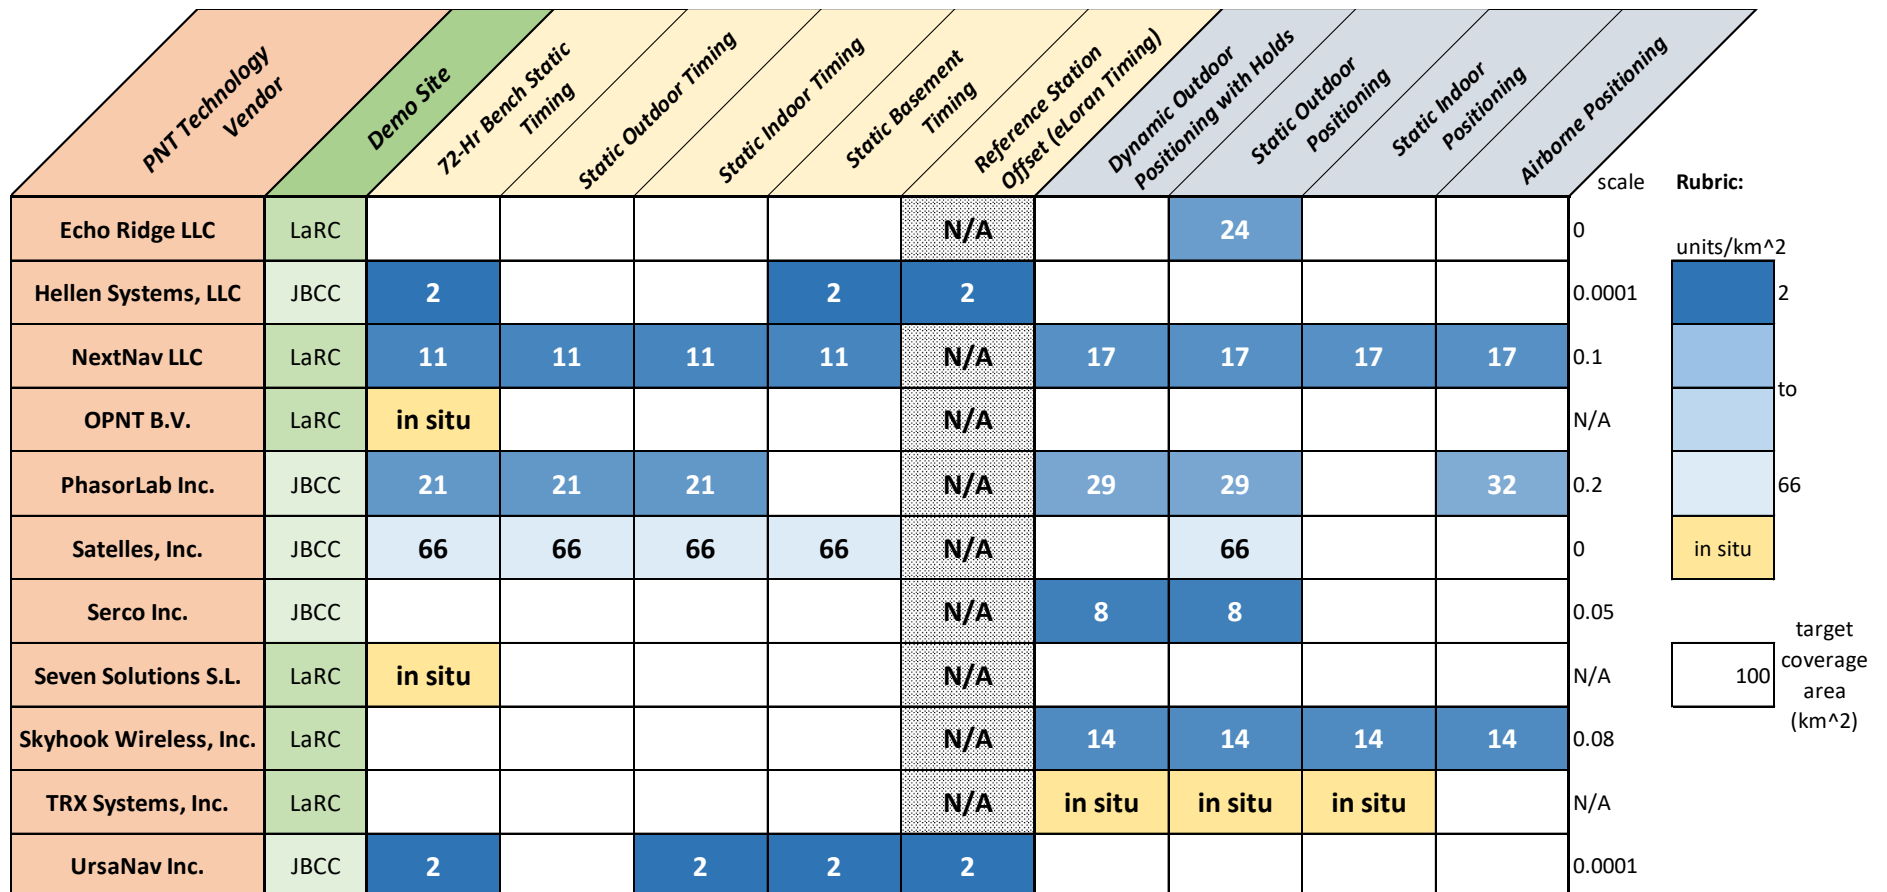 PNT Technology
Vendor
Demo Site
72-Hr Bench Static
Timing
Static Outdoor Timing
Static Indoor Timing
Static Basement
Timing
Reference Station
Offset (eLoran Timing)
Dynamic Outdoor
Positioning with Holds
Static Outdoor
Positioning
Static Indoor
Positioning
Airborne Positioning
scale Rubric:
Echo Ridge LLC LaRC N/A 24 0
units/km^2
Hellen Systems, LLC JBCC 2 2 2 0.0001 2
NextNav LLC LaRC 11 11 11 11 N/A 17 17 17 17 0.1
to
OPNT B.V. LaRC in situ N/A N/A
PhasorLab Inc. JBCC 21 21 21 N/A 29 29 32 0.2 66
Satelles, Inc. JBCC 66 66 66 66 N/A 66 0 in situ
Serco Inc. JBCC N/A 8 8 0.05
Seven Solutions S.L. LaRC in situ N/A N/A 100
target
coverage
area
(km^2)
Skyhook Wireless, Inc. LaRC N/A 14 14 14 14 0.08
TRX Systems, Inc. LaRC N/A in situ in situ in situ N/A
UrsaNav Inc. JBCC 2 2 2 2 0.0001